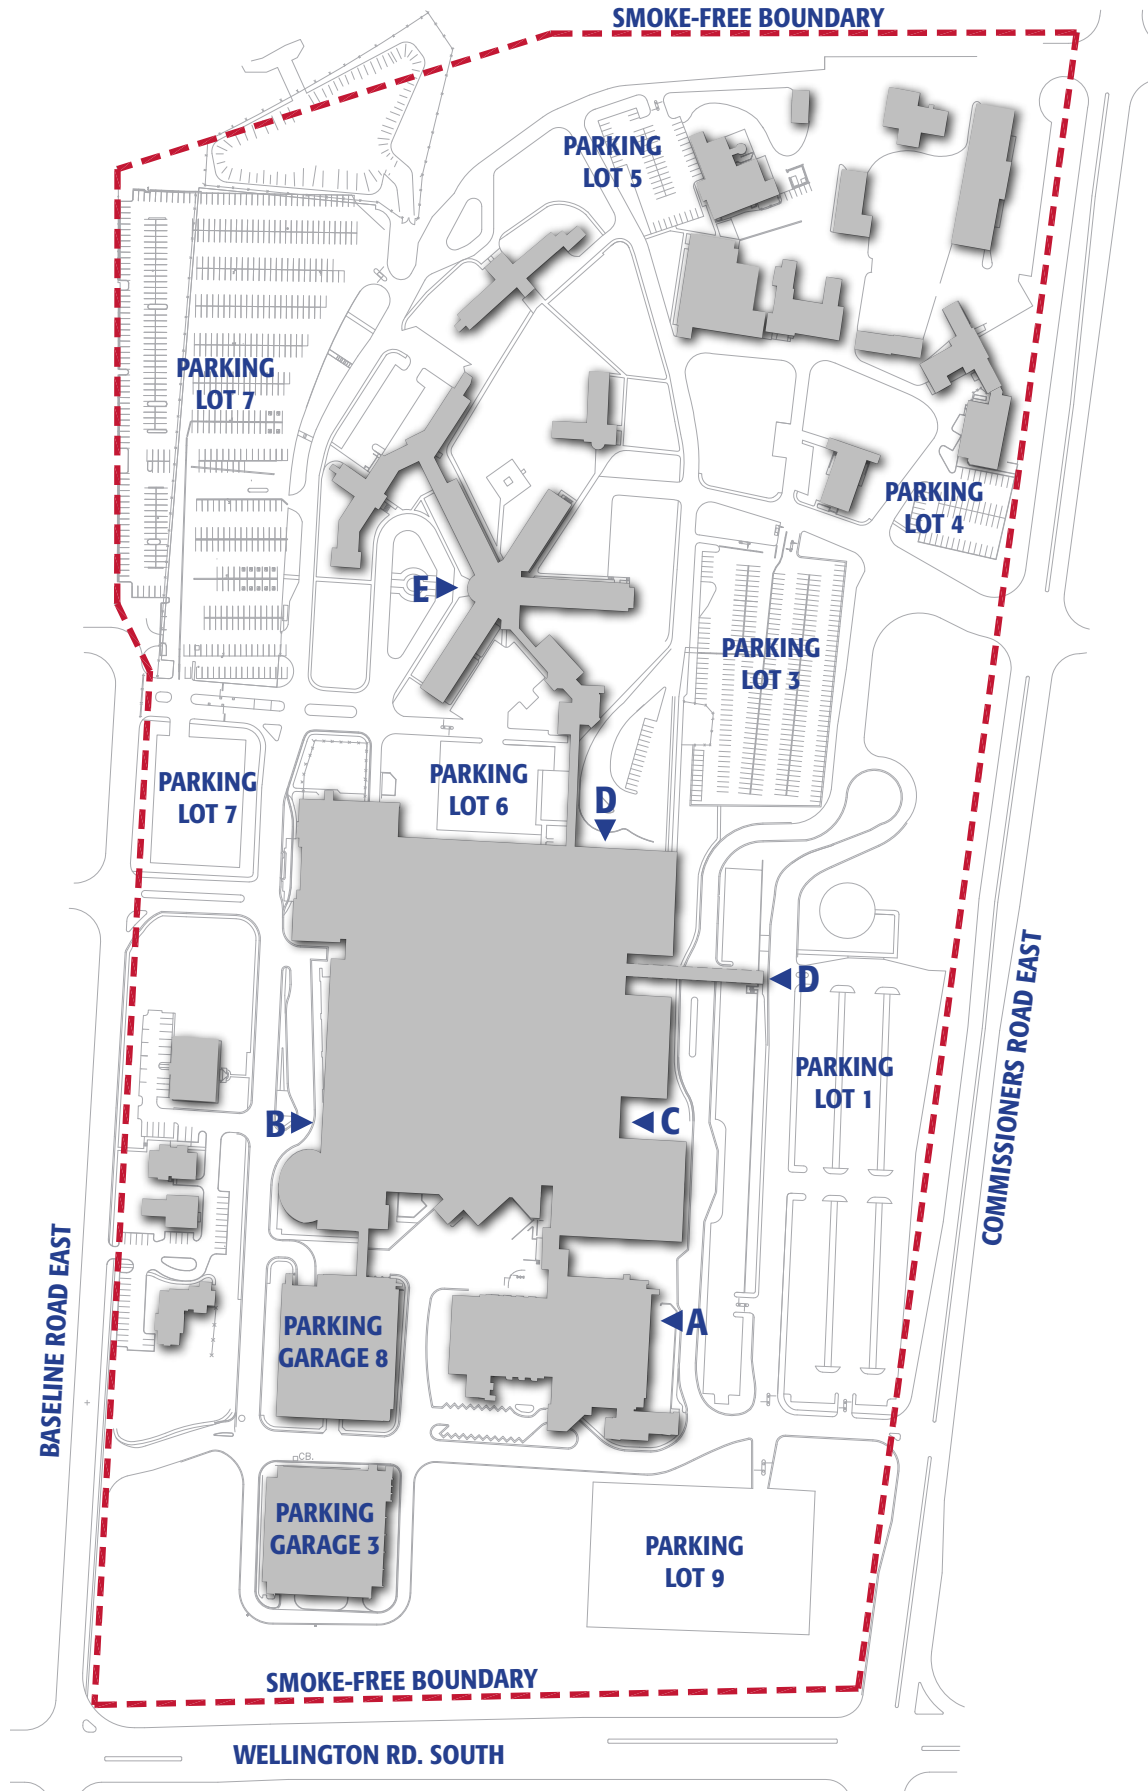 SMOKE-FREE BOUNDARY
PARKING
LOT 5
PARKING
LOT 7
PARKING
LOT 4
E
PARKING
LOT 3
PARKING
LOT 7
PARKING
LOT 6
D
D
PARKING
LOT 1
COMMISSIONERS ROAD EAST
B
C
BASELINE ROAD EAST
A
PARKING
GARAGE 8
CB.
PARKING
GARAGE 3
PARKING
LOT 9
SMOKE-FREE BOUNDARY
WELLINGTON RD. SOUTH